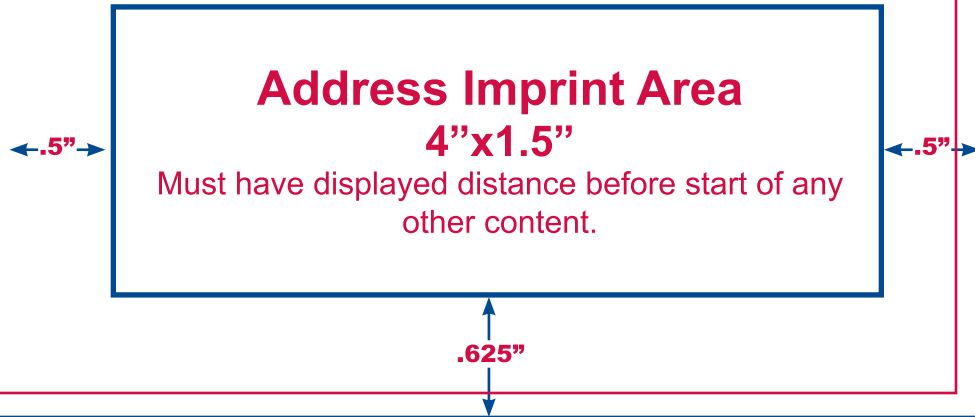 Address Imprint Area
4”x1.5”
.5”
.5”
Must have displayed distance before start of any
other content.
.625”